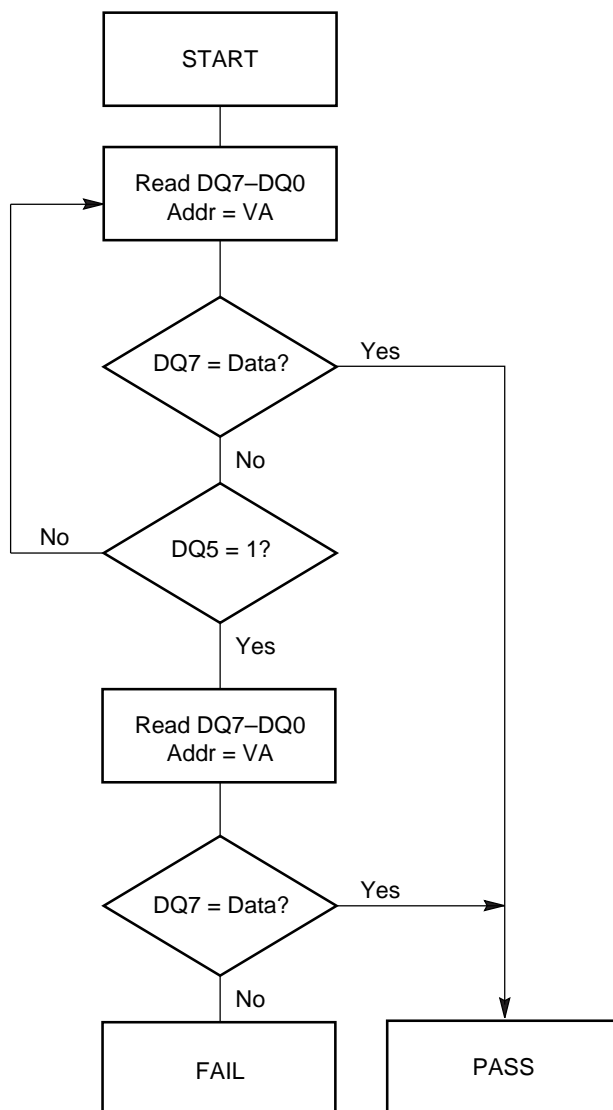 START
Read DQ7–DQ0
Addr = VA
DQ7 = Data?
Yes
No
No
DQ5 = 1?
Yes
Read DQ7–DQ0
Addr = VA
DQ7 = Data?
Yes
No
FAIL
PASS